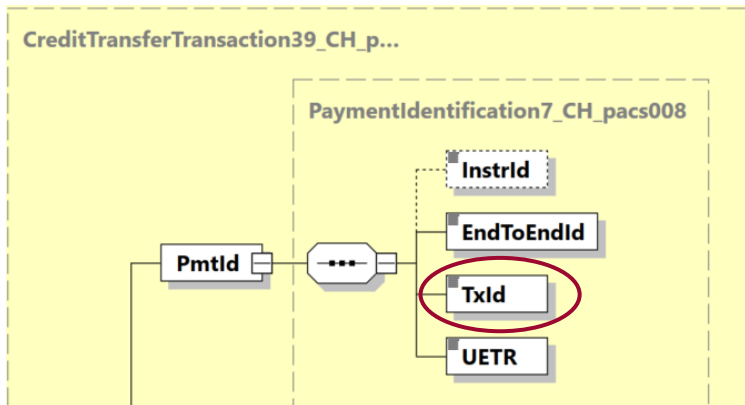 CreditTransferTransaction39_CH_p...
PaymentIdentification7_CH_pacs008
InstrId
EndToEndId
PmtId
TxId
UETR